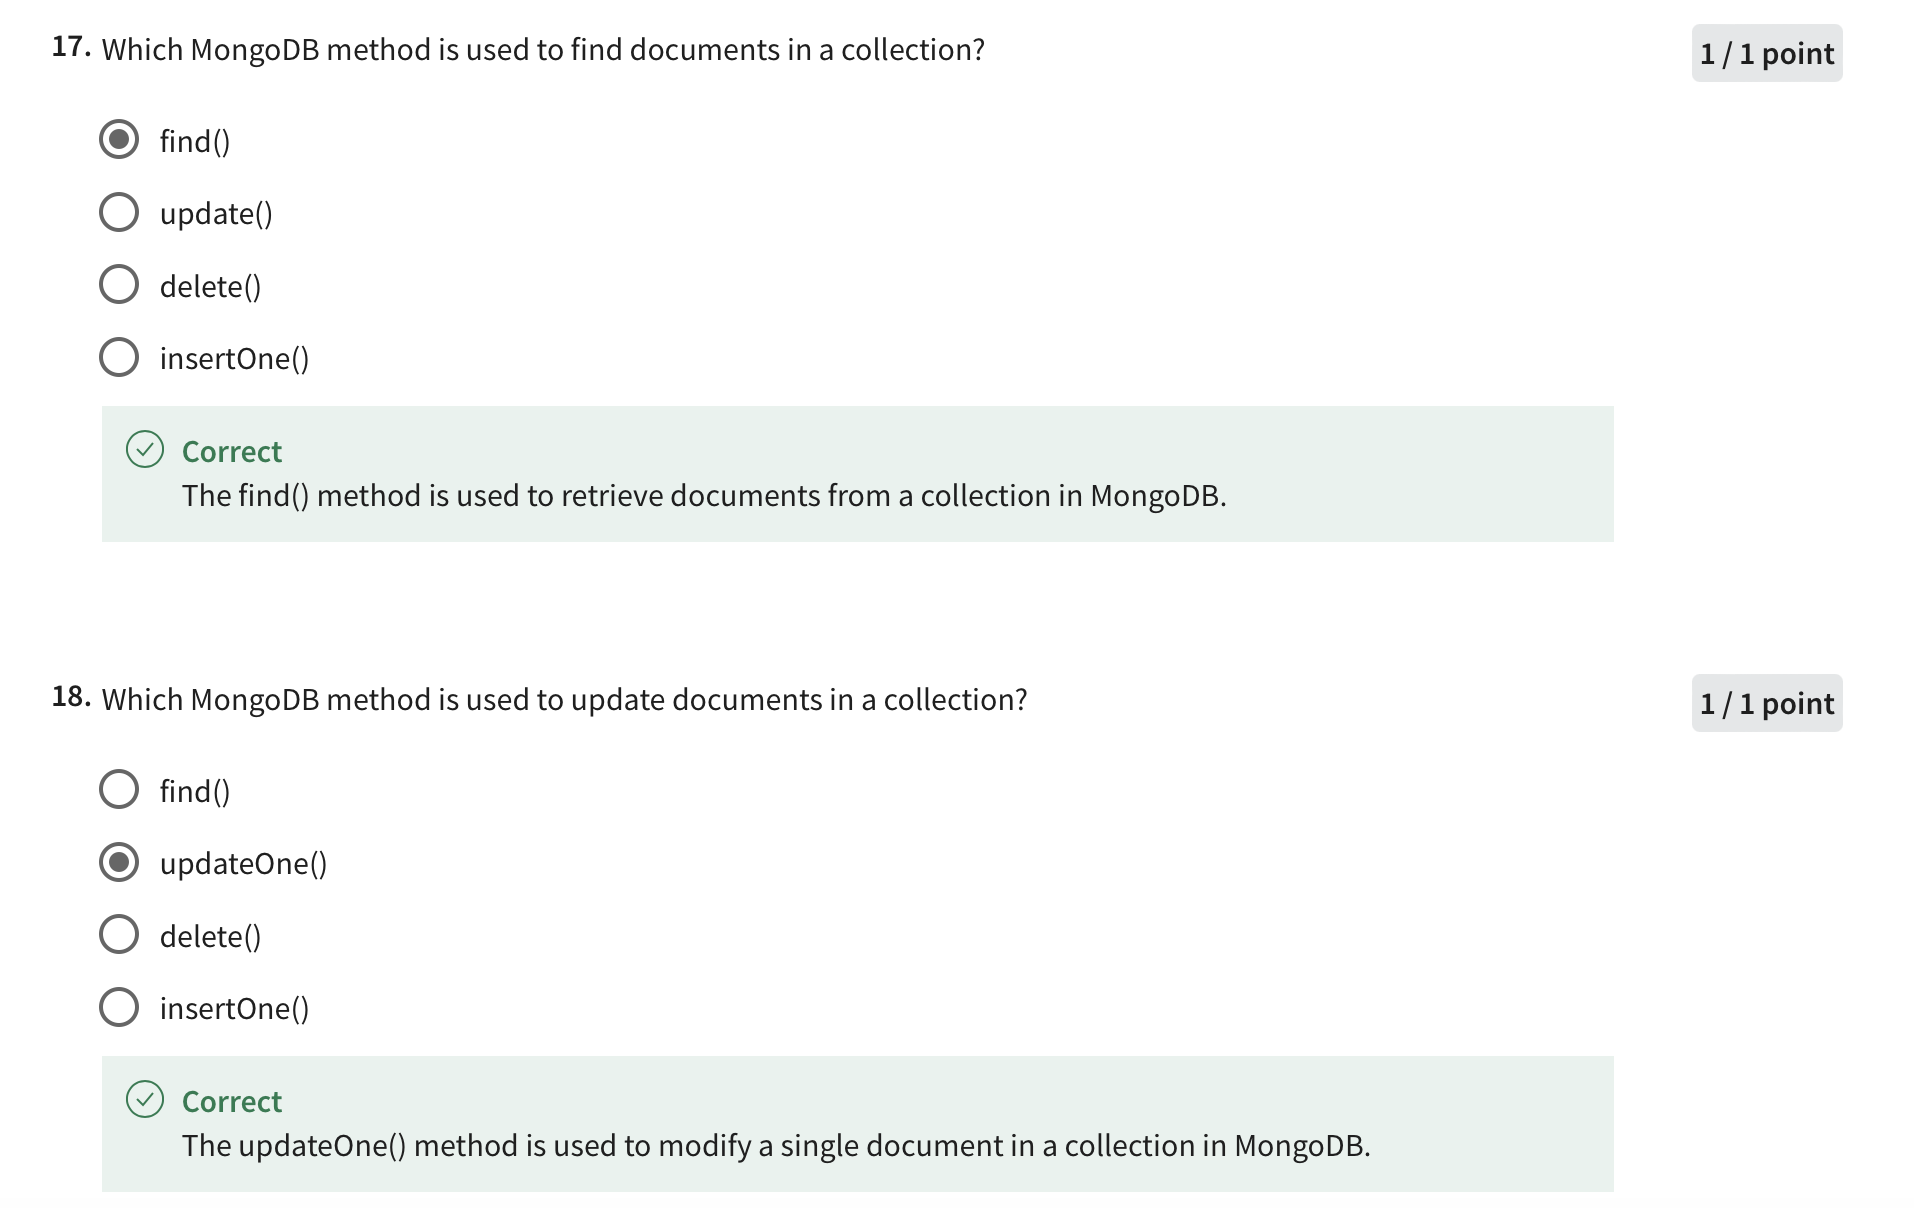 17. Which MongoDB method is used to find documents in a collection?
1 / 1 point
find()
update()
delete()
insertOne()
Correct
The find() method is used to retrieve documents from a collection in MongoDB.
18. Which MongoDB method is used to update documents in a collection?
1 / 1 point
find()
updateOne()
delete()
insertOne()
Correct
The updateOne() method is used to modify a single document in a collection in MongoDB.